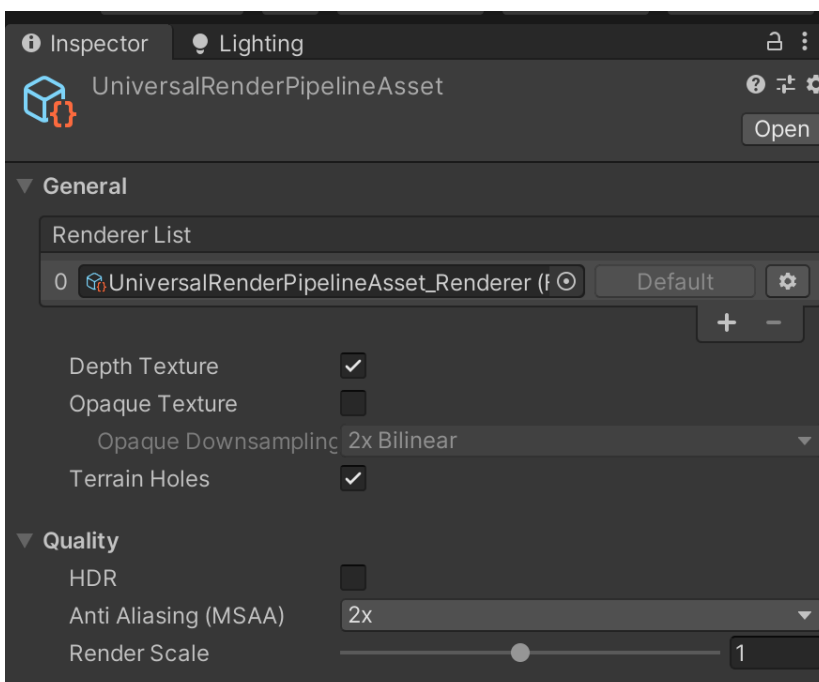 Inspector Lighting
UniversalRenderPipelineAsset
Open
General
Renderer List
0 UniversalRenderPipelineAsset_Renderer ( Default
Depth Texture
Opaque Texture
Opaque Downsampling 2x Bilinear
Terrain Holes
Quality
HDR
Anti Aliasing (MSAA) 2x
Render Scale 1